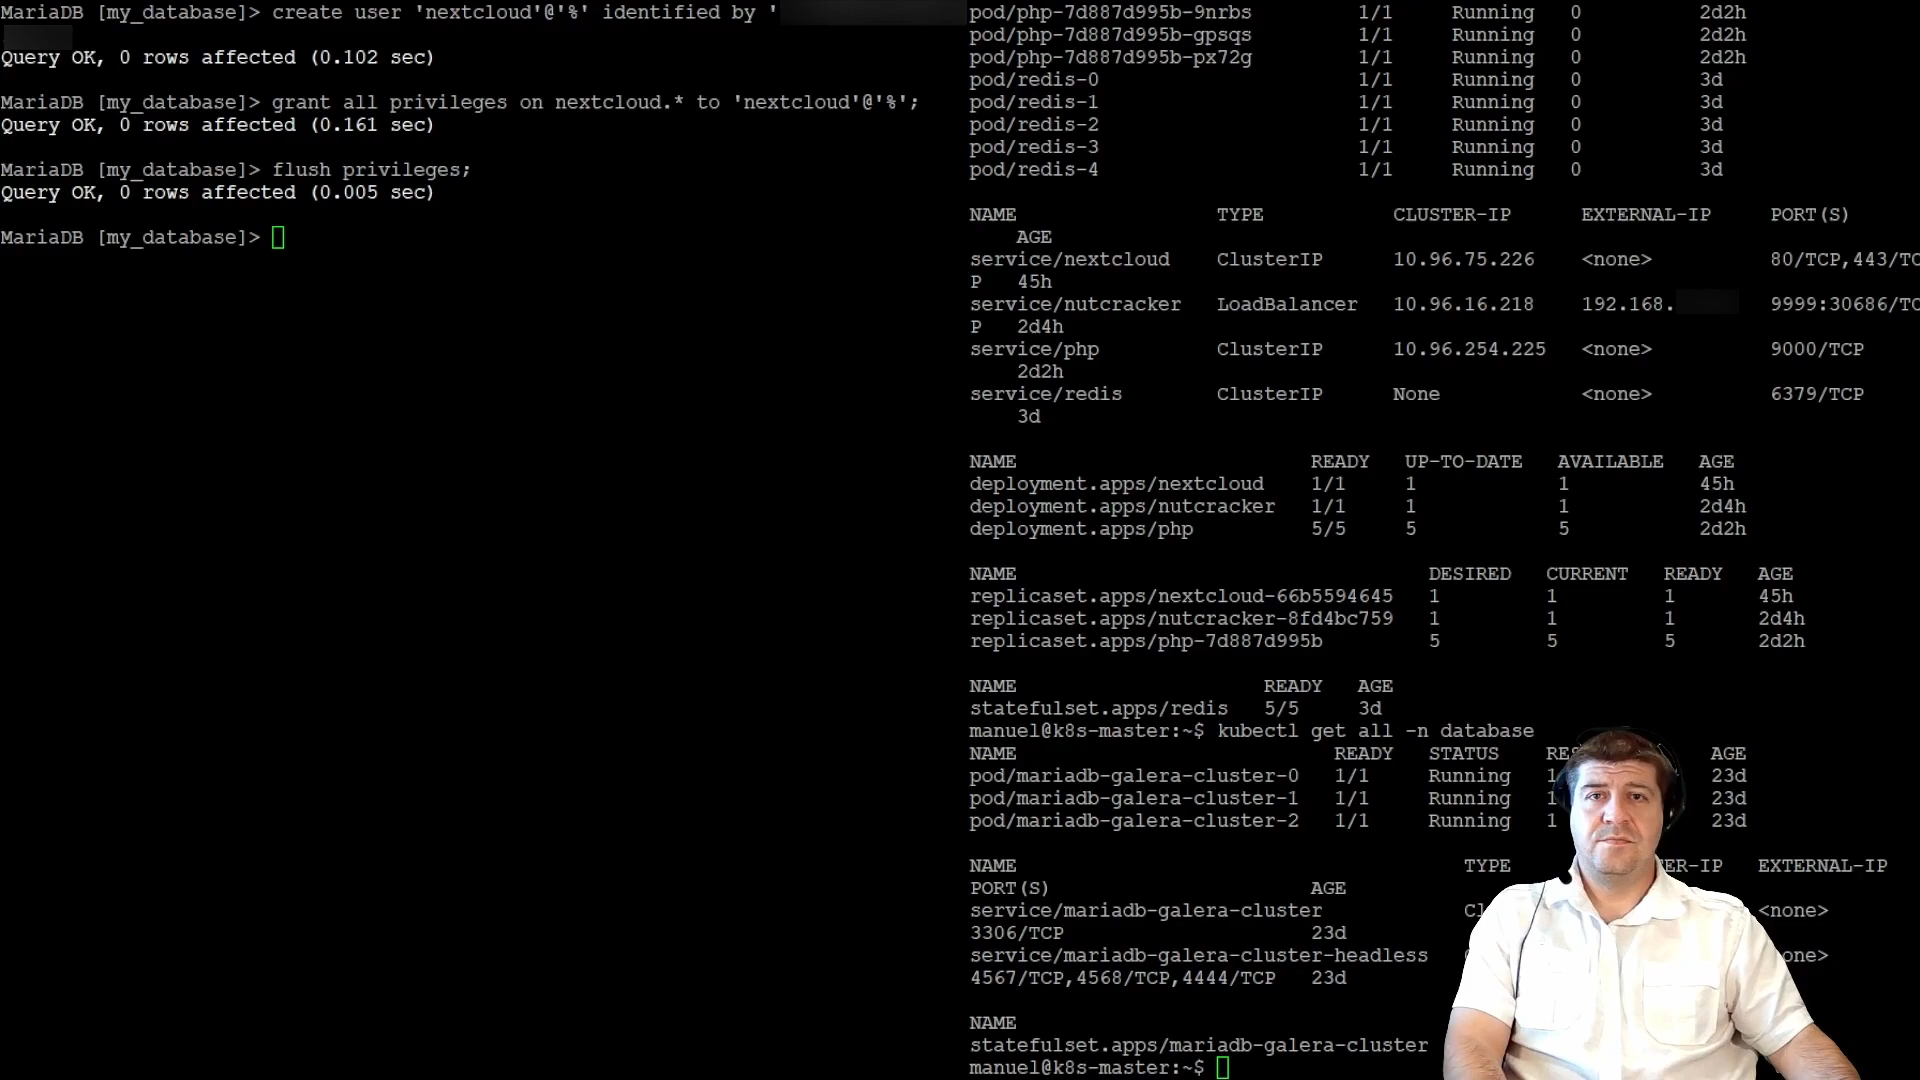 MariaDB [my_database]> create user 'nextcloud'@'%' identified by '
Query OK, 0 rows affected (0.102 sec)
MariaDB [my_database]> grant all privileges on nextcloud.* to 'nextcloud'@'%';
Query OK, 0 rows affected (0.161 sec)
MariaDB [my_database]> flush privileges;
Query OK, 0 rows affected (0.005 sec)
MariaDB [my_database]>
pod/php-7d887d995b-9nrbs 1/1 Running 0 2d2h
pod/php-7d887d995b-gpsqs 1/1 Running 0 2d2h
pod/php-7d887d995b-px72g 1/1 Running 0 2d2h
pod/redis-0 1/1 Running 0 3d
pod/redis-1 1/1 Running 0 3d
pod/redis-2 1/1 Running 0 3d
pod/redis-3 1/1 Running 0 3d
pod/redis-4 1/1 Running 0 3d
NAME TYPE CLUSTER-IP EXTERNAL-IP PORT(S)
AGE
service/nextcloud ClusterIP 10.96.75.226 <none> 80/TCP,443/TC
P 45h
service/nutcracker LoadBalancer 10.96.16.218 192.168. 9999:30686/TC
P 2d4h
service/php ClusterIP 10.96.254.225 <none> 9000/TCP
2d2h
service/redis ClusterIP None <none> 6379/TCP
3d
NAME READY UP-TO-DATE AVAILABLE AGE
deployment.apps/nextcloud 1/1 1 1 45h
deployment.apps/nutcracker 1/1 1 1 2d4h
deployment.apps/php 5/5 5 5 2d2h
NAME DESIRED CURRENT READY AGE
replicaset.apps/nextcloud-66b5594645 1 1 1 45h
replicaset.apps/nutcracker-8fd4bc759 1 1 1 2d4h
replicaset.apps/php-7d887d995b 5 5 5 2d2h
NAME READY AGE
statefulset.apps/redis 5/5 3d
manuel@k8s-master:~$ kubectl get all -n database
NAME READY STATUS AGE
pod/mariadb-galera-cluster-0 1/1 Running 1 23d
pod/mariadb-galera-cluster-1 1/1 Running 1 23d
pod/mariadb-galera-cluster-2 1/1 Running 1 23d
NAME TYPE ER-IP EXTERNAL-IP
PORT(S) AGE
service/mariadb-galera-cluster Cl <none>
3306/TCP 23d
service/mariadb-galera-cluster-headless one>
4567/TCP,4568/TCP,4444/TCP 23d
NAME
statefulset.apps/mariadb-galera-cluster
manuel@k8s-master:~$